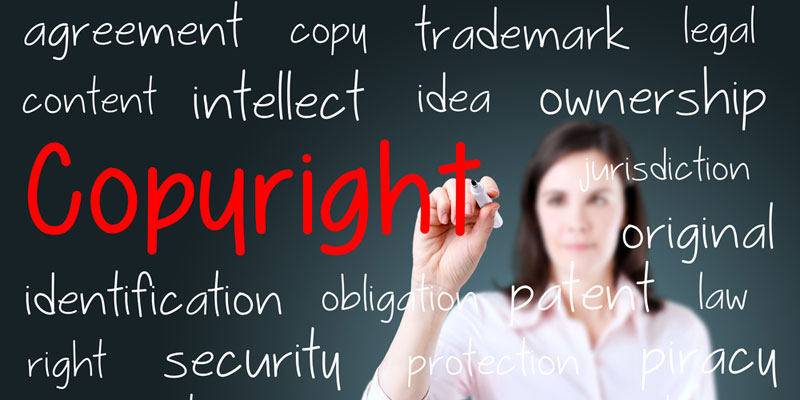 agreement copy trademark legal
content intellect idea ownership
Copyright jurisdiction
original
identification obligation patent law
right security protection piracy